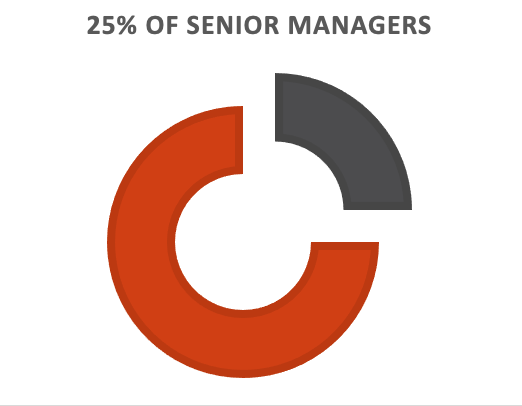 25% OF SENIOR MANAGERS